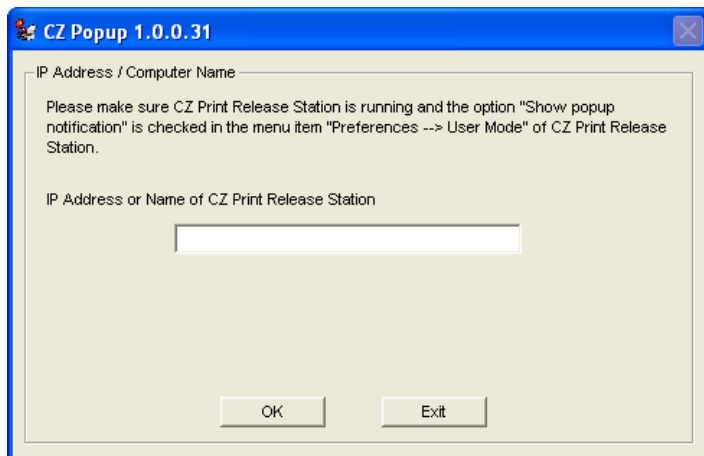 CZ Popup 1.0.0.31
IP Address / Computer Name
Please make sure CZ Print Release Station is running and the option "Show popup
notification" is checked in the menu item "Preferences --> User Mode" of CZ Print Release
Station.
IP Address or Name of CZ Print Release Station
OK
Exit